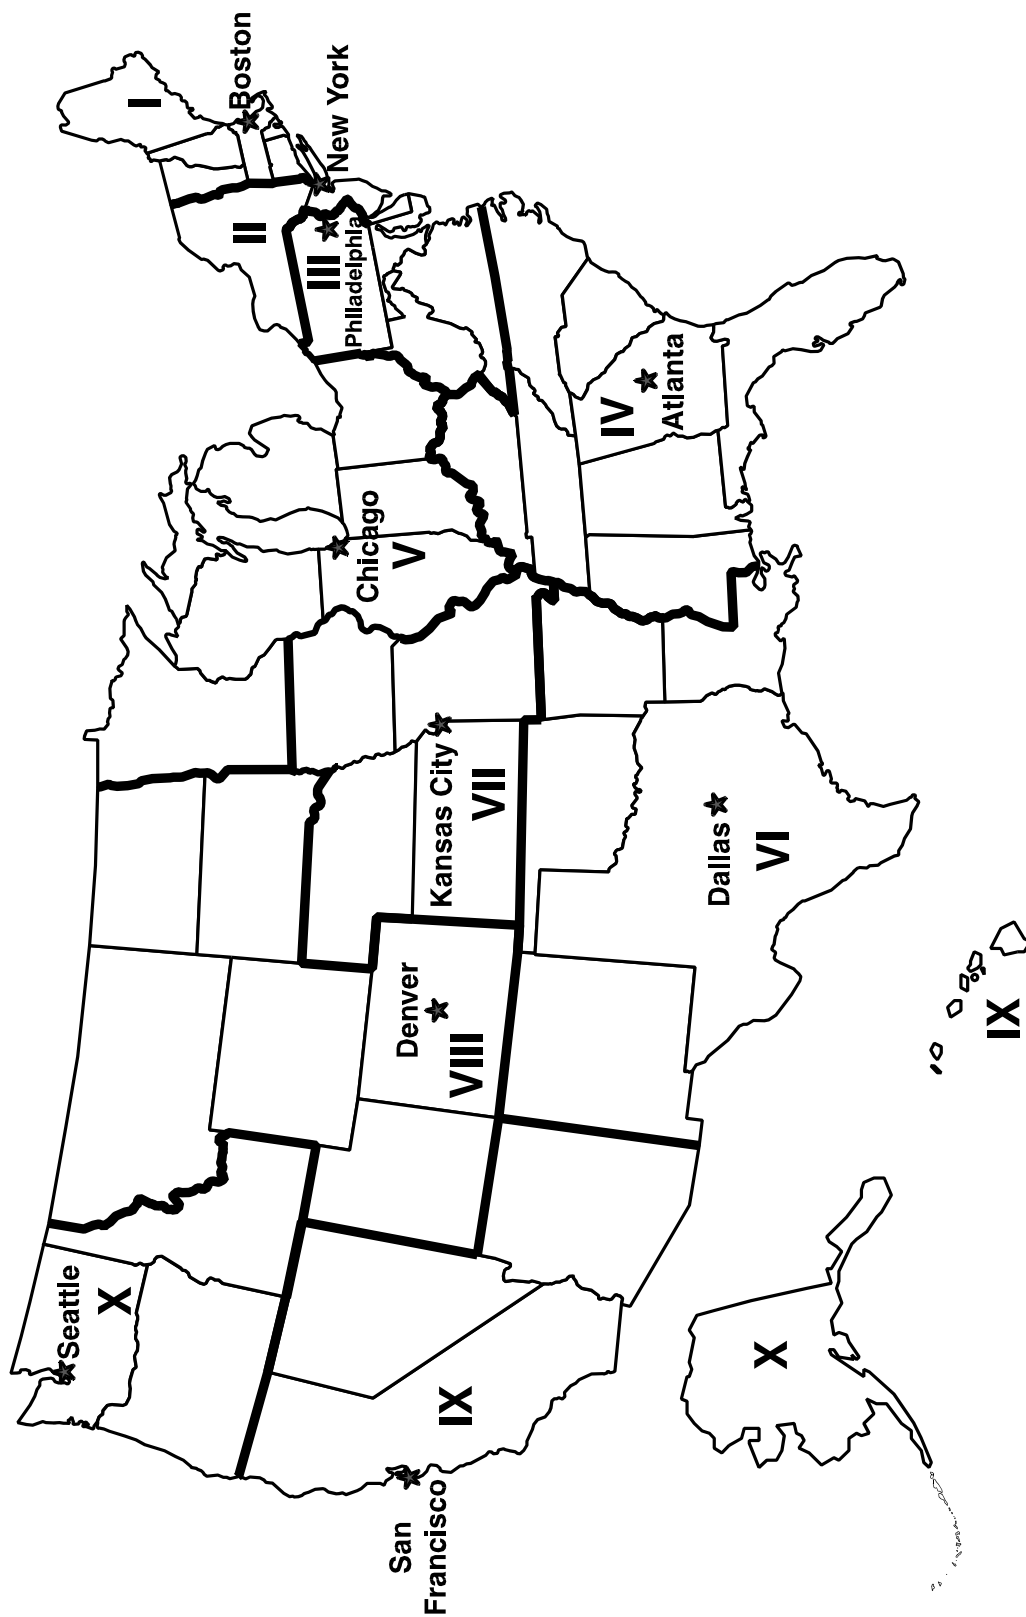 I
Boston
New York
II
III
Philadelphia
Chicago
V
IV
Atlanta
Kansas City
VII
Dallas
VI
Denver
VIII
IX
Seattle
X
X
IX
San
Francisco